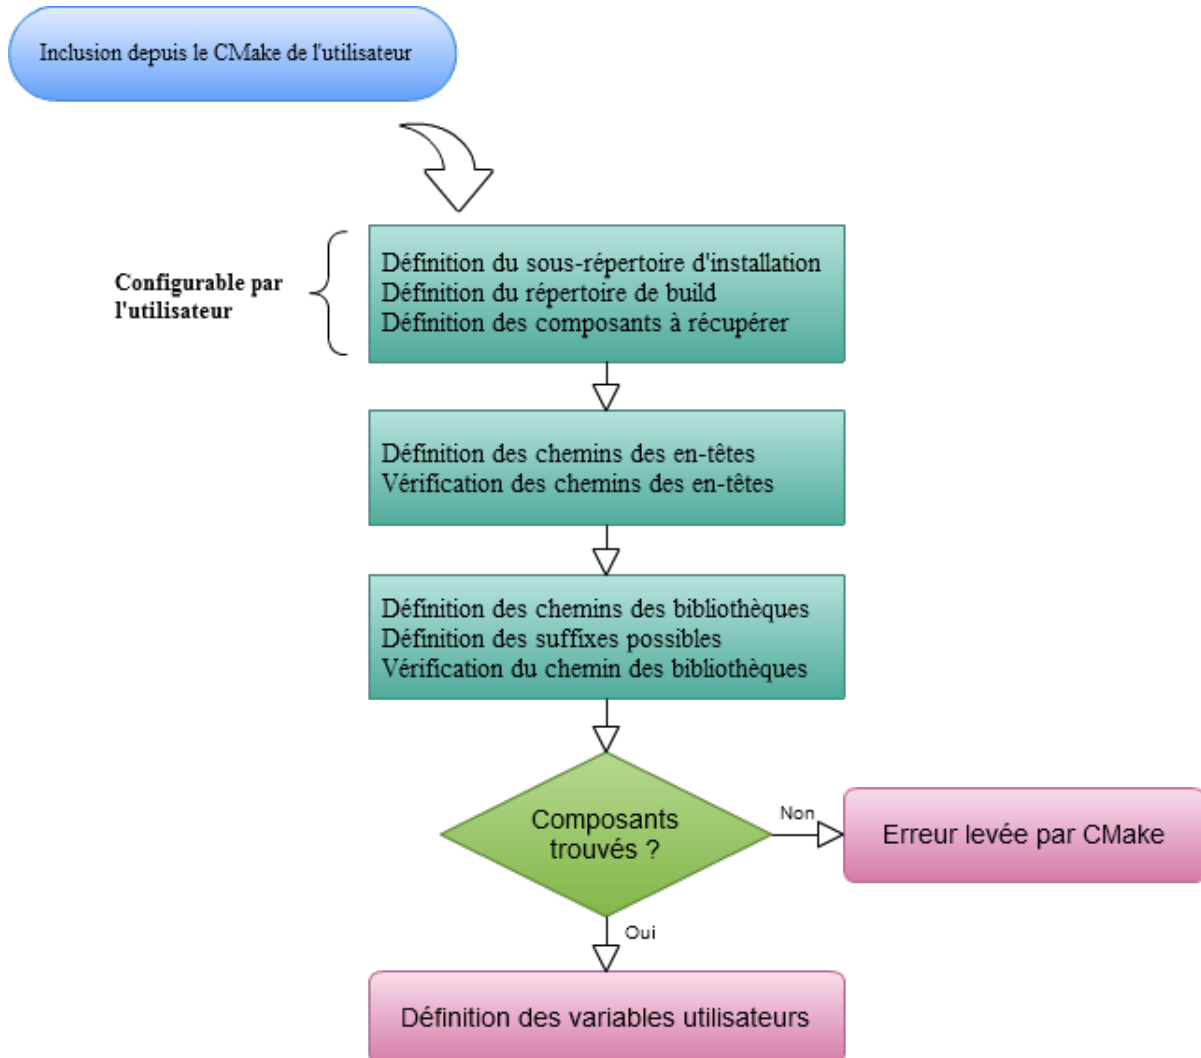 Inclusion depuis le CMake de l'utilisateur
Configurable par
l'utilisateur
Définition du sous-répertoire d'installation
Définition du répertoire de build
Définition des composants à récupérer
Définition des chemins des en-têtes
Vérification des chemins des en-têtes
Définition des chemins des bibliothèques
Définition des suffixes possibles
Vérification du chemin des bibliothèques
Composants
trouvés ?
Non
Erreur levée par CMake
Oui
Définition des variables utilisateurs